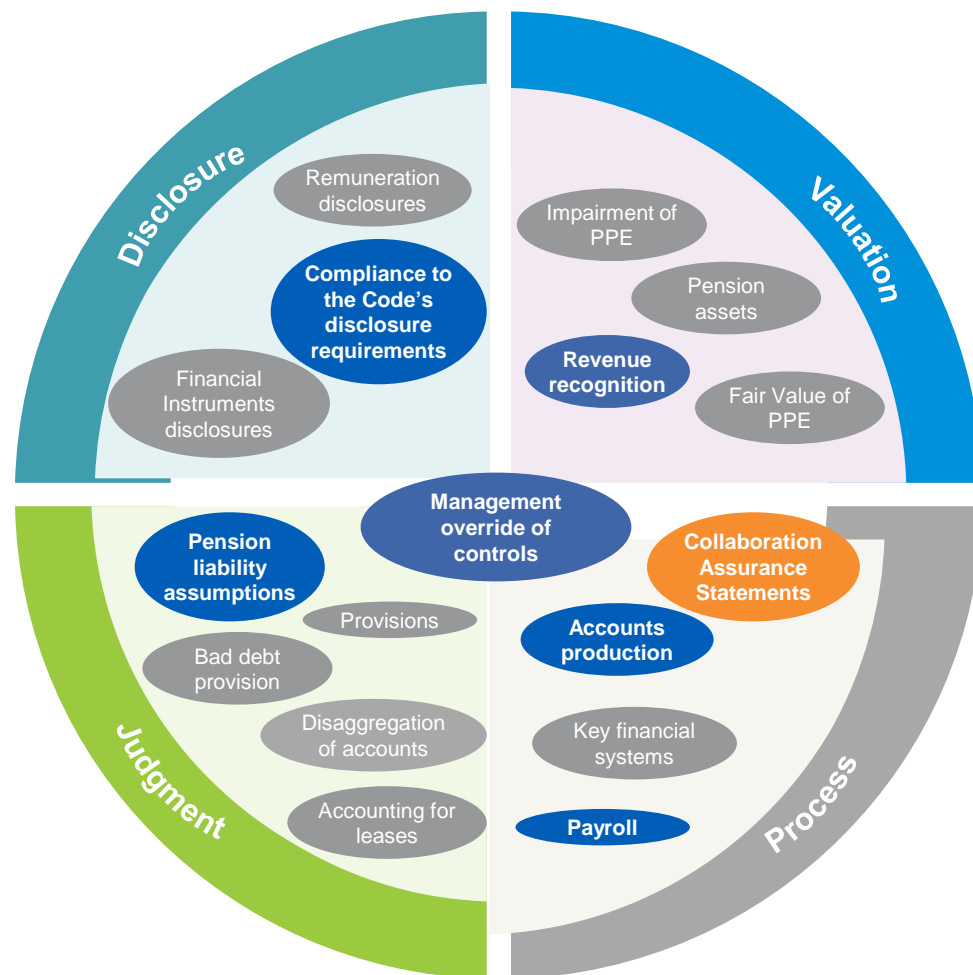 Disclosure
Remuneration
disclosures
Compliance to
the Code’s
disclosure
requirements
Financial
Instruments
disclosures
Valuation
Impairment of
PPE
Pension
assets
Revenue
recognition
Fair Value of
PPE
Management
override of
controls
Judgment
Pension
liability
assumptions
Provisions
Bad debt
provision
Disaggregation
of accounts
Accounting for
leases
Process
Collaboration
Assurance
Statements
Accounts
production
Key financial
systems
Payroll